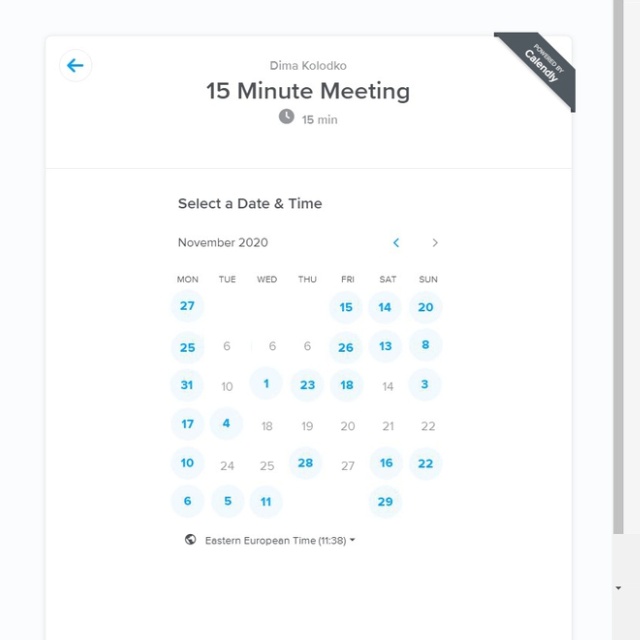 Dima Kolodko
POWERED BY
Calendly
15 Minute Meeting
15 min
Select a Date & Time
November 2020
MON TUE WED THU FRI SAT SUN
27 15 14 20
25 6 6 6 26 13 8
31 10 1 23 18 14 3
17 4 18 19 20 21 22
10 24 25 28 27 16 22
6 5 11 29
Eastern European Time (11:38)